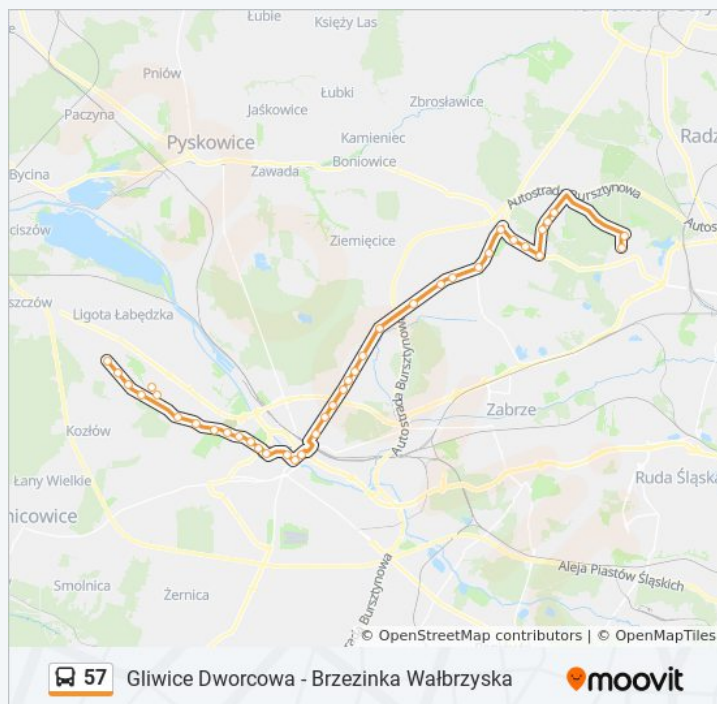 Łubie
Księży Las
Pniów
Łubki
Zbrosławice
Paczyna
Jaśkowice
Radz
Pyskowice
Kamieniec
Boniowice
Bycina
Zawada
Autostrada Bursztynowa
Autos
ciszów
Ziemięcice
szczów
Ligota Łabędzka
Autostrada Bursztynowa
Zabrze
Kozłów
Łany Wielkie
Ruda Śląska
nicowice
Aleja Piastów Śląskich
Smolnica
Żernica
Bursztynowa
© OpenStreetMap contributors | © OpenMapTiles
57 Gliwice Dworcowa - Brzezinka Wałbrzyska
moovit